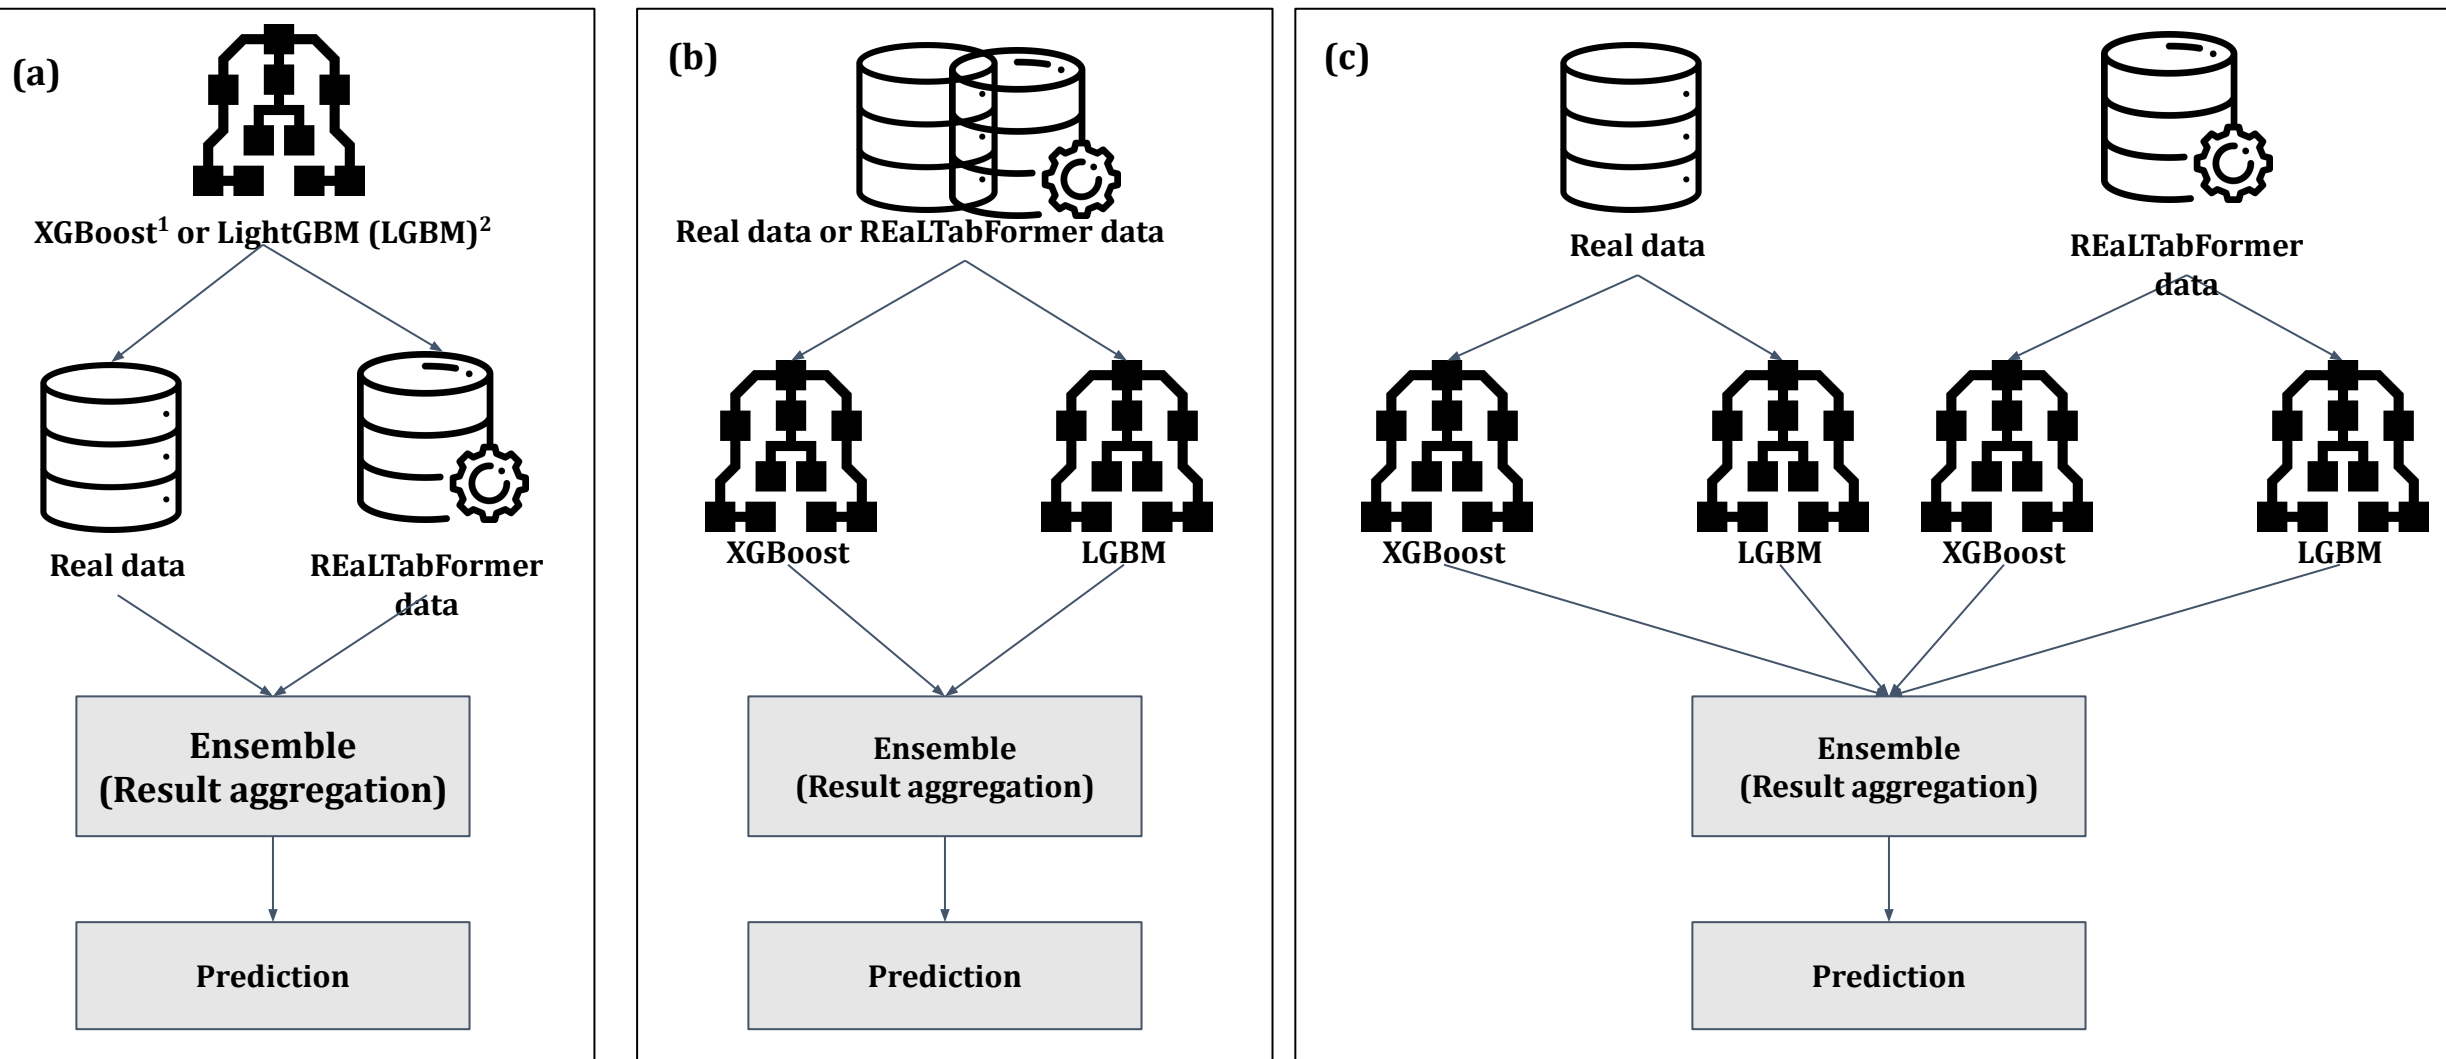 (a)
XGBoost¹ or LightGBM (LGBM)²
Real data
REaLTabFormer
data
Ensemble
(Result aggregation)
Prediction
(b)
Real data or REaLTabFormer data
XGBoost
LGBM
Ensemble
(Result aggregation)
Prediction
(c)
Real data
REaLTabFormer
data
XGBoost
LGBM
XGBoost
LGBM
Ensemble
(Result aggregation)
Prediction